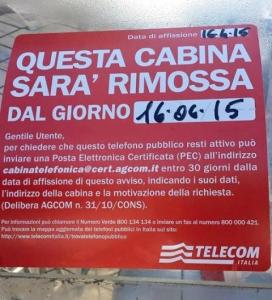 Data di affissione 15.4.15
QUESTA CABINA
SARA' RIMOSSA
DAL GIORNO 16.06.15
Gentile Utente,
per chiedere che questo telefono pubblico resti attivo può
inviare una Posta Elettronica Certificata (PEC) all'indirizzo
cabinatelefonica@cert.agcom.it entro 30 giorni dalla
data di affissione di questo avviso, indicando i suoi dati,
l'indirizzo della cabina e la motivazione della richiesta.
(Delibera AGCOM n. 31/10/CONS).
Per informazioni può chiamare il Numero Verde 800 134 134 o inviare un fax al numero 800 000 421.
Può trovare la mappa aggiornata dei telefoni pubblici in Italia sul sito:
http://www.telecomitalia.it/trovatelefonopubblico
TELECOM
ITALIA